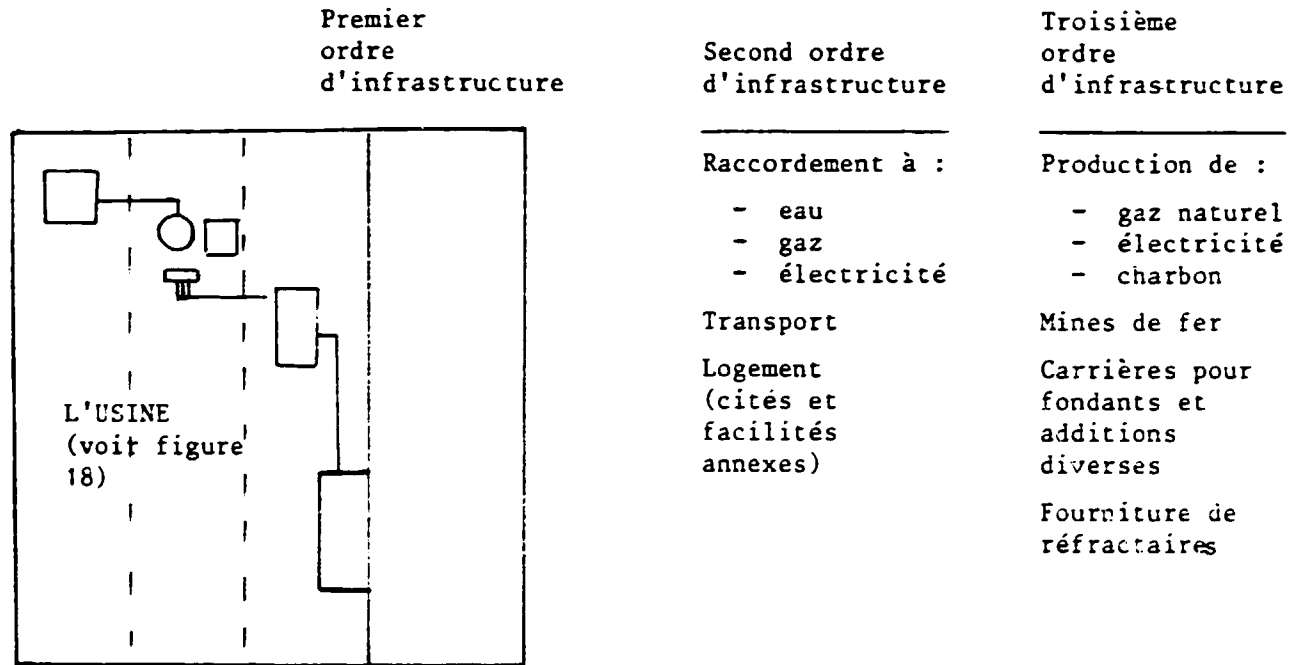 Premier
ordre
d'infrastructure
L'USINE
(voit figure
18)
Second ordre
d'infrastructure
Raccordement à :
- eau
- gaz
- électricité
Transport
Logement
(cités et
facilités
annexes)
Troisième
ordre
d'infrastructure
Production de :
- gaz naturel
- électricité
- charbon
Mines de fer
Carrières pour
fondants et
additions
diverses
Fourniture de
réfractaires